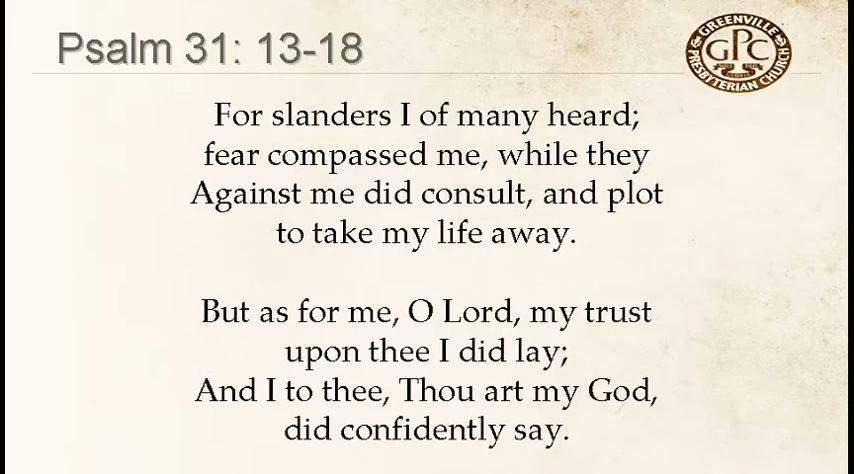 Psalm 31: 13-18
GREENVILLE
GPC
PRESBYTERIAN CHURCH
For slanders I of many heard;
fear compassed me, while they
Against me did consult, and plot
to take my life away.
But as for me, O Lord, my trust
upon thee I did lay;
And I to thee, Thou art my God,
did confidently say.